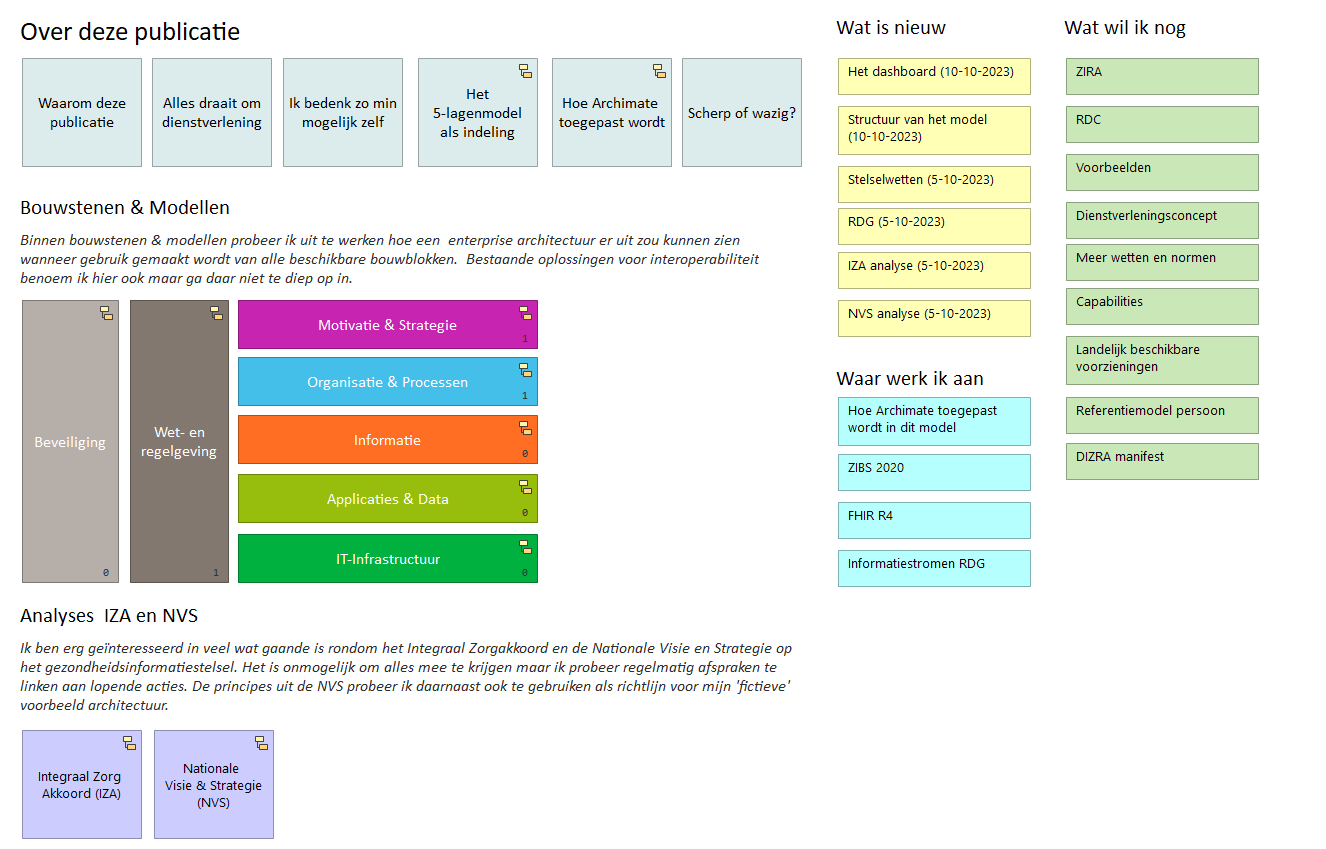 Over deze publicatie
Waarom deze
publicatie
Alles draait om
dienstverlening
Ik bedenk zo min
mogelijk zelf
Het
5-lagenmodel
als indeling
Hoe Archimate
toegepast wordt
Scherp of wazig?
Bouwstenen & Modellen
Binnen bouwstenen & modellen probeer ik uit te werken hoe een  enterprise architectuur er uit zou kunnen zien
wanneer gebruik gemaakt wordt van alle beschikbare bouwblokken.  Bestaande oplossingen voor interoperabiliteit
benoem ik hier ook maar ga daar niet te diep op in.
Beveiliging
0
Wet- en
regelgeving
1
Motivatie & Strategie
1
Organisatie & Processen
1
Informatie
0
Applicaties & Data
0
IT-Infrastructuur
0
Analyses  IZA en NVS
Ik ben erg geïnteresseerd in veel wat gaande is rondom het Integraal Zorgakkoord en de Nationale Visie en Strategie op
het gezondheidsinformatiestelsel. Het is onmogelijk om alles mee te krijgen maar ik probeer regelmatig afspraken te
linken aan lopende acties. De principes uit de NVS probeer ik daarnaast ook te gebruiken als richtlijn voor mijn 'fictieve'
voorbeeld architectuur.
Integraal Zorg
Akkoord (IZA)
Nationale
Visie & Strategie
(NVS)
Wat is nieuw
Het dashboard (10-10-2023)
Structuur van het model
(10-10-2023)
Stelselwetten (5-10-2023)
RDG (5-10-2023)
IZA analyse (5-10-2023)
NVS analyse (5-10-2023)
Waar werk ik aan
Hoe Archimate toegepast
wordt in dit model
ZIBS 2020
FHIR R4
Informatiestromen RDG
Wat wil ik nog
ZIRA
RDC
Voorbeelden
Dienstverleningsconcept
Meer wetten en normen
Capabilities
Landelijk beschikbare
voorzieningen
Referentiemodel persoon
DIZRA manifest